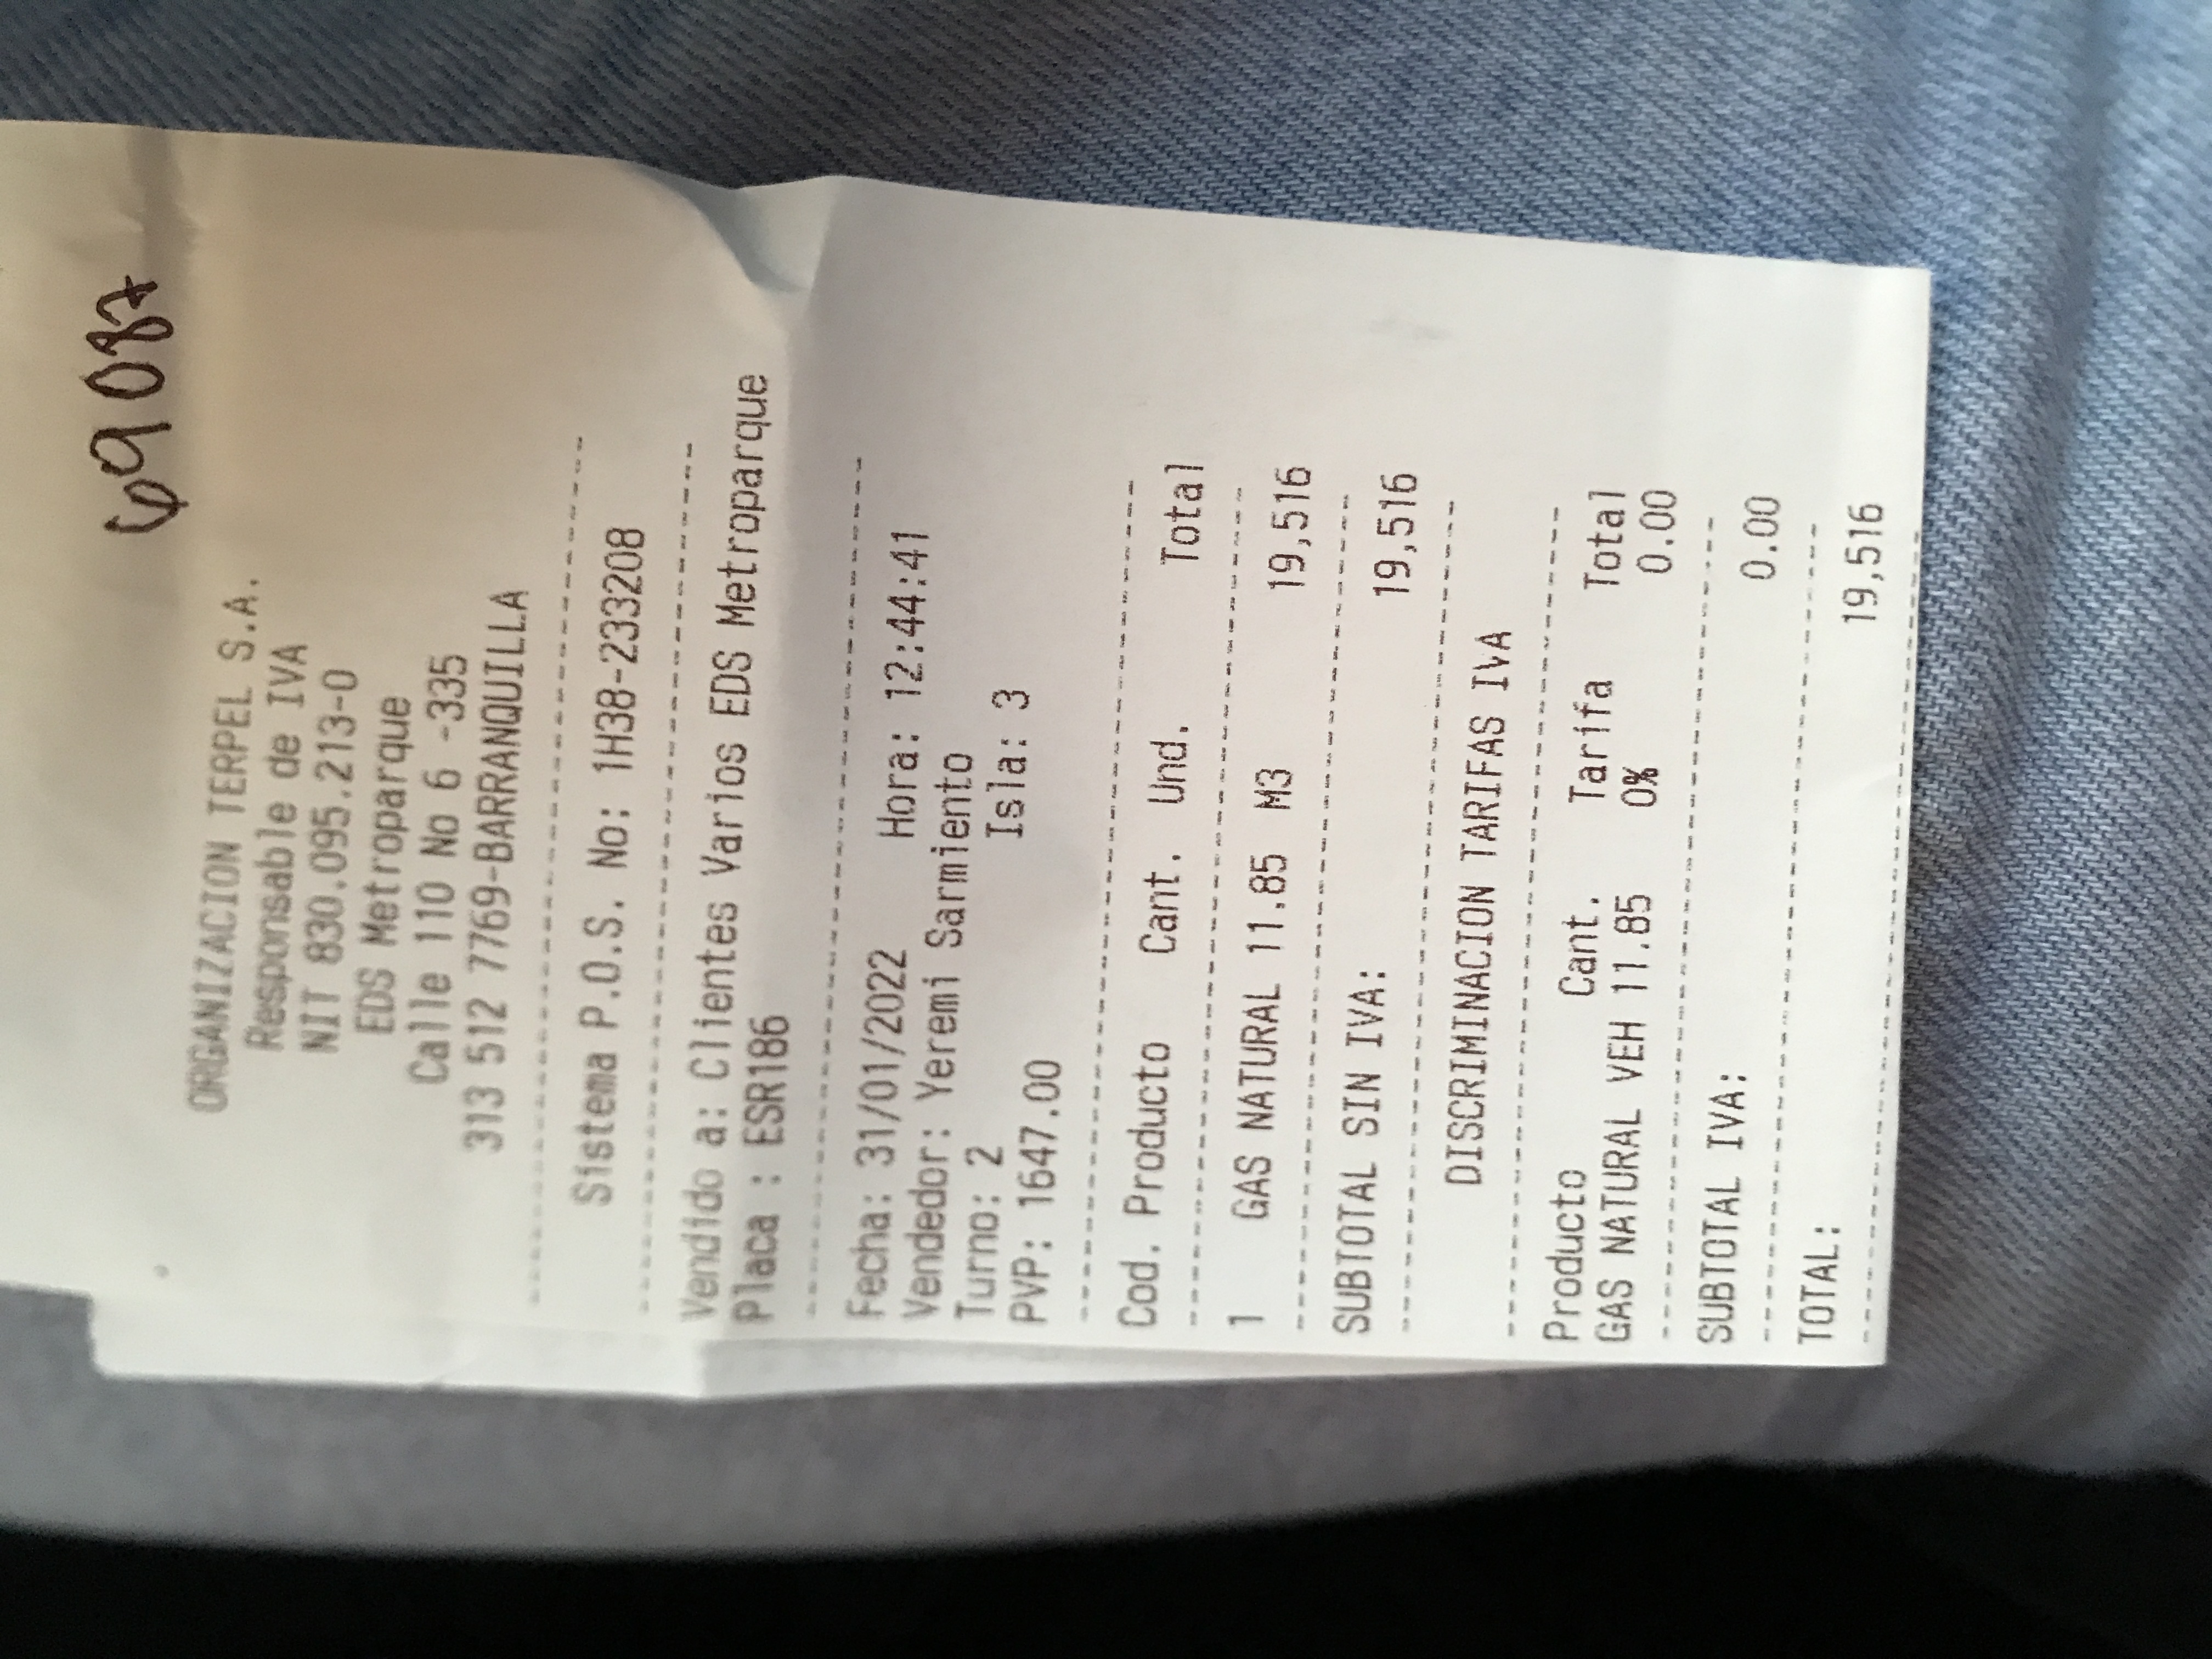 69087
ORGANIZACION TERPEL S.A.
Responsable de IVA
NIT 830.095.213-0
EDS Metroparque
Calle 110 No 6 -335
313 512 7769-BARRANQUILLA
Sistema P.O.S. No: 1H38-233208
Vendido a: Clientes Varios EDS Metroparque
Placa : ESR186
Fecha: 31/01/2022 Hora: 12:44:41
Vendedor: Yeremi Sarmiento
Turno: 2 Isla: 3
PVP: 1647.00
Cod. Producto Cant. Und. Total
1 GAS NATURAL 11.85 M3 19,516
SUBTOTAL SIN IVA: 19,516
DISCRIMINACION TARIFAS IVA
Producto Cant. Tarifa Total
GAS NATURAL VEH 11.85 0% 0.00
SUBTOTAL IVA: 0.00
TOTAL: 19,516